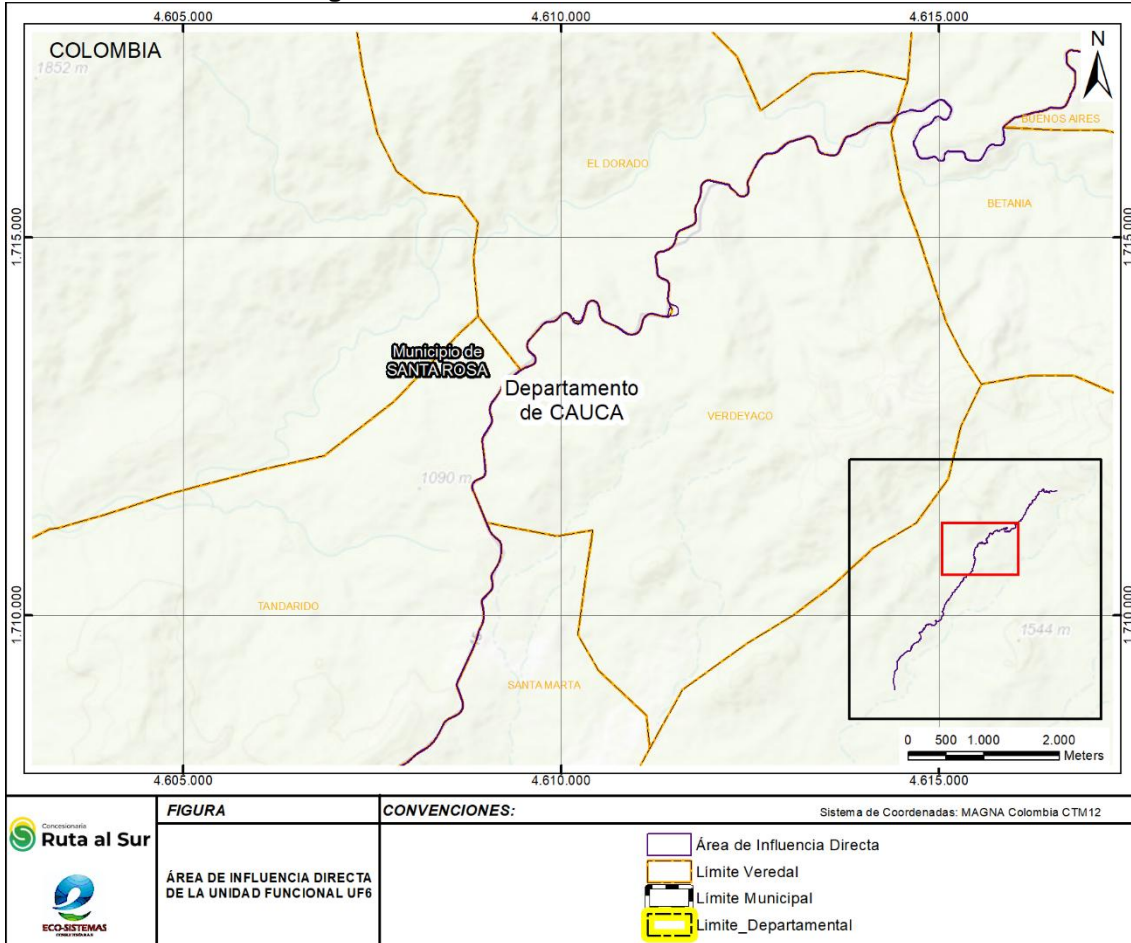 4.605.000
4.610.000
4.615.000
COLOMBIA
N
1852 m
BUENOS AIRES
EL DORADO
BETANIA
1.715.000
1.715.000
Municipio de
SANTA ROSA
Departamento
de CAUCA
VERDEYACO
1090 m
TANDARIDO
1.710.000
1.710.000
1544 m
45
SANTA MARTA
0 500 1.000 2.000
Meters
4.605.000
4.610.000
4.615.000
FIGURA
CONVENCIONES:
Sistema de Coordenadas: MAGNA Colombia CTM12
Concesionaria
Ruta al Sur
ÁREA DE INFLUENCIA DIRECTA
DE LA UNIDAD FUNCIONAL UF6
ECO-SISTEMAS
Área de Influencia Directa
Límite Veredal
Límite Municipal
Limite_Departamental